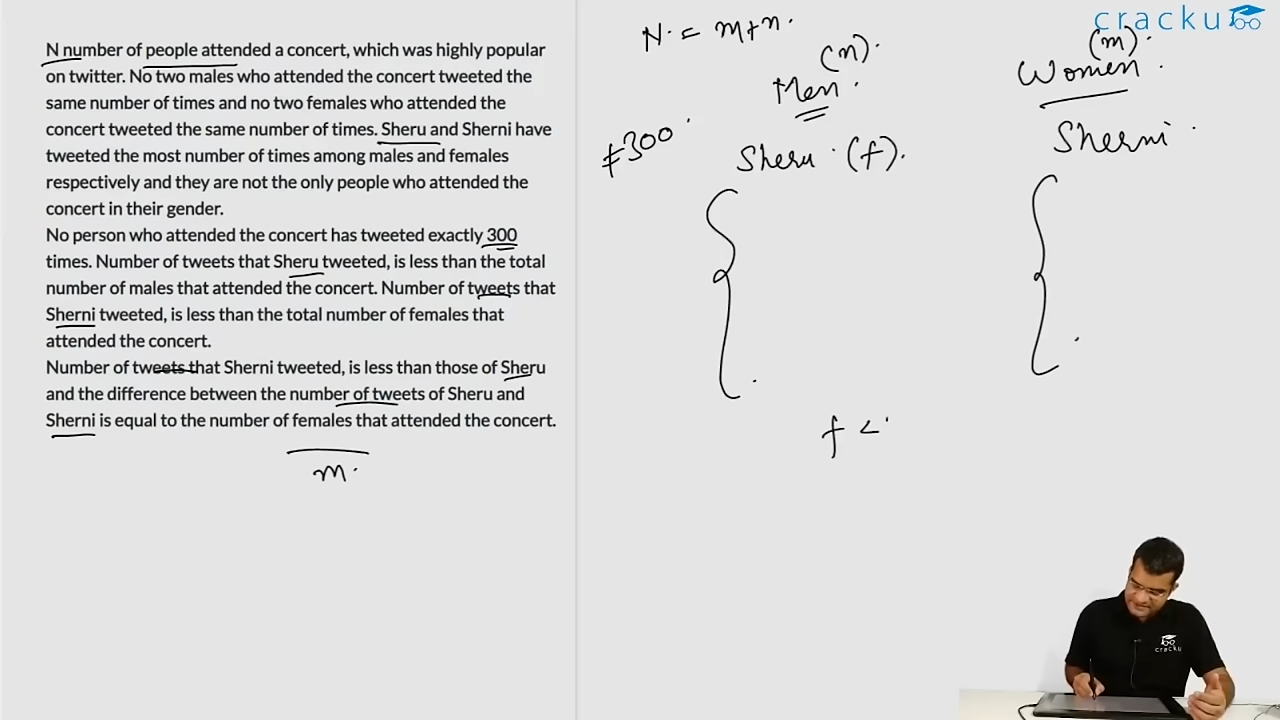 cracku
N number of people attended a concert, which was highly popular
on twitter. No two males who attended the concert tweeted the
same number of times and no two females who attended the
concert tweeted the same number of times. Sheru and Sherni have
tweeted the most number of times among males and females
respectively and they are not the only people who attended the
concert in their gender.
No person who attended the concert has tweeted exactly 300
times. Number of tweets that Sheru tweeted, is less than the total
number of males that attended the concert. Number of tweets that
Sherni tweeted, is less than the total number of females that
attended the concert.
Number of tweets that Sherni tweeted, is less than those of Sheru
and the difference between the number of tweets of Sheru and
Sherni is equal to the number of females that attended the concert.
m.
N = m+n.
(n).
Men.
(m).
Women.
≠300
Sheru (f).
Sherni
f <
cracku